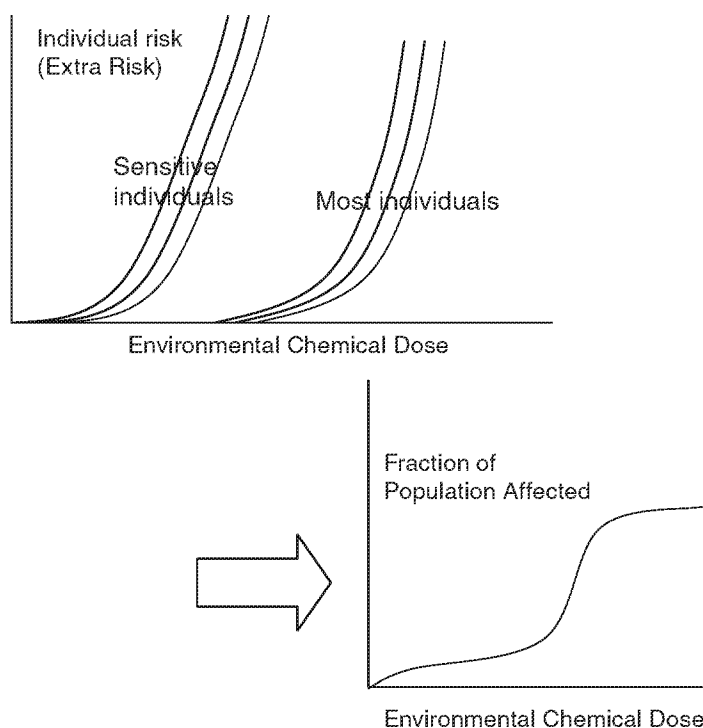 Individual risk
(Extra Risk)
Sensitive
individuals
Most individuals
Environmental Chemical Dose
Fraction of
Population Affected
Environmental Chemical Dose